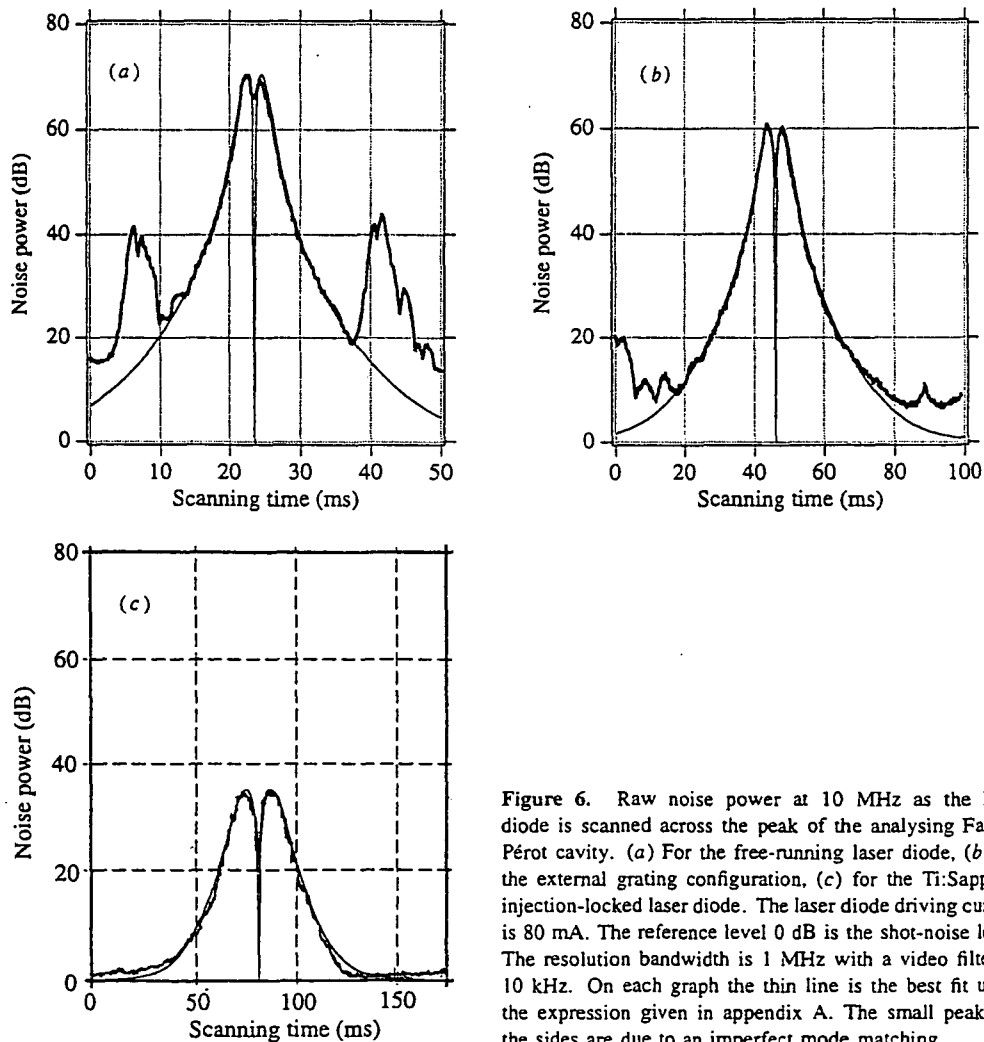 80
60
40
20
0
Noise power (dB)
(a)
0 10 20 30 40 50
Scanning time (ms)
80
60
40
20
0
Noise power (dB)
(b)
0 20 40 60 80 100
Scanning time (ms)
80
60
40
20
0
Noise power (dB)
(c)
0 50 100 150
Scanning time (ms)
Figure 6. Raw noise power at 10 MHz as the
diode is scanned across the peak of the analysing Fa
Pérot cavity. (a) For the free-running laser diode, (b
the external grating configuration, (c) for the Ti:Sapp
injection-locked laser diode. The laser diode driving cur
is 80 mA. The reference level 0 dB is the shot-noise le
The resolution bandwidth is 1 MHz with a video filte
10 kHz. On each graph the thin line is the best fit u
the expression given in appendix A. The small peak
the sides are due to an imperfect mode matching.